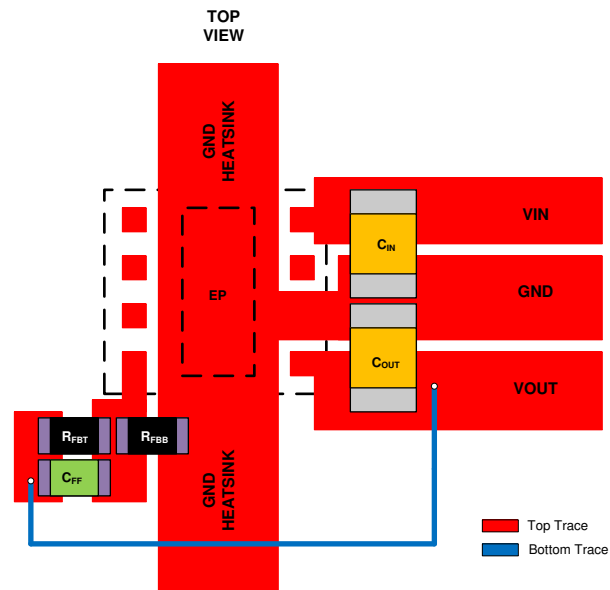 TOP
VIEW
GND
HEATSINK
VIN
CIN
EP
GND
COUT
VOUT
RFBT
RFBB
CFF
GND
HEATSINK
Top Trace
Bottom Trace